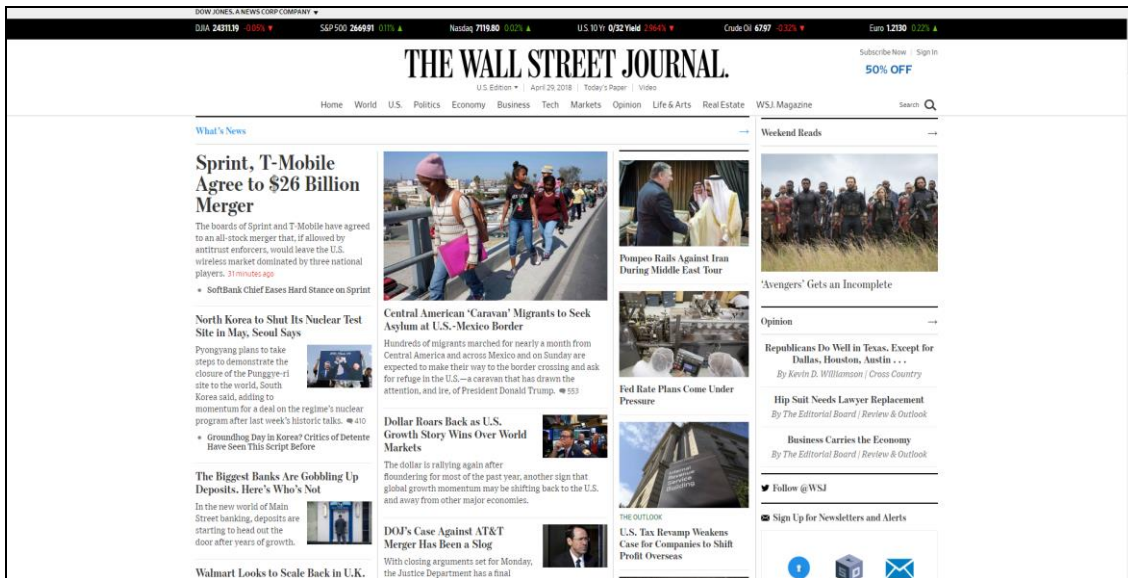 DOW JONES, A NEWS CORP COMPANY
DJIA 24311.19 -0.05% ▼ S&P 500 2669.91 0.11% ▲ Nasdaq 7119.80 0.02% ▲ U.S. 10 Yr 0/32 Yield 2.964% ▼ Crude Oil 67.97 -0.32% ▼ Euro 1.2130 0.22% ▲
THE WALL STREET JOURNAL.
Subscribe Now | Sign In
50% OFF
U.S. Edition ▼ | April 29, 2018 | Today's Paper | Video
Home World U.S. Politics Economy Business Tech Markets Opinion Life & Arts Real Estate WSJ. Magazine Search
What's News
Sprint, T-Mobile
Agree to $26 Billion
Merger
The boards of Sprint and T-Mobile have agreed
to an all-stock merger that, if allowed by
antitrust enforcers, would leave the U.S.
wireless market dominated by three national
players. 31 minutes ago
SoftBank Chief Eases Hard Stance on Sprint
North Korea to Shut Its Nuclear Test
Site in May, Seoul Says
Pyongyang plans to take
steps to demonstrate the
closure of the Punggye-ri
site to the world, South
Korea said, adding to
momentum for a deal on the regime's nuclear
program after last week's historic talks. 410
Groundhog Day in Korea? Critics of Detente
Have Seen This Script Before
The Biggest Banks Are Gobbling Up
Deposits. Here's Who's Not
In the new world of Main
Street banking, deposits are
starting to head out the
door after years of growth.
Walmart Looks to Scale Back in U.K.
Central American 'Caravan' Migrants to Seek
Asylum at U.S.-Mexico Border
Hundreds of migrants marched for nearly a month from
Central America and across Mexico and on Sunday are
expected to make their way to the border crossing and ask
for refuge in the U.S.—a caravan that has drawn the
attention, and ire, of President Donald Trump. 553
Dollar Roars Back as U.S.
Growth Story Wins Over World
Markets
The dollar is rallying again after
floundering for most of the past year, another sign that
global growth momentum may be shifting back to the U.S.
and away from other major economies.
DOJ's Case Against AT&T
Merger Has Been a Slog
With closing arguments set for Monday,
the Justice Department has a final
Pompeo Rails Against Iran
During Middle East Tour
Fed Rate Plans Come Under
Pressure
Internal
Revenue
Service
Building
THE OUTLOOK
U.S. Tax Revamp Weakens
Case for Companies to Shift
Profit Overseas
Weekend Reads
'Avengers' Gets an Incomplete
Opinion
Republicans Do Well in Texas. Except for
Dallas, Houston, Austin . . .
By Kevin D. Williamson | Cross Country
Hip Suit Needs Lawyer Replacement
By The Editorial Board | Review & Outlook
Business Carries the Economy
By The Editorial Board | Review & Outlook
Follow @WSJ
Sign Up for Newsletters and Alerts